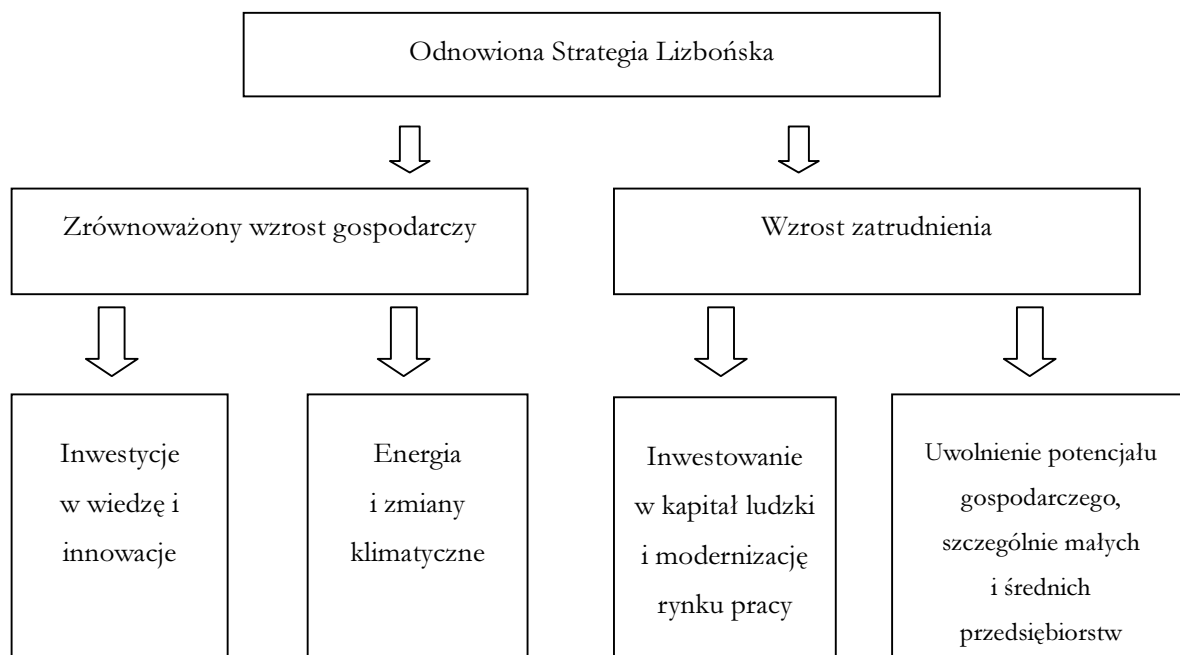 Odnowiona Strategia Lizbońska
Zrównoważony wzrost gospodarczy
Wzrost zatrudnienia
Inwestycje
w wiedzę i
innowacje
Energia
i zmiany
klimatyczne
Inwestowanie
w kapitał ludzki
i modernizację
rynku pracy
Uwolnienie potencjału
gospodarczego,
szczególnie małych
i średnich
przedsiębiorstw